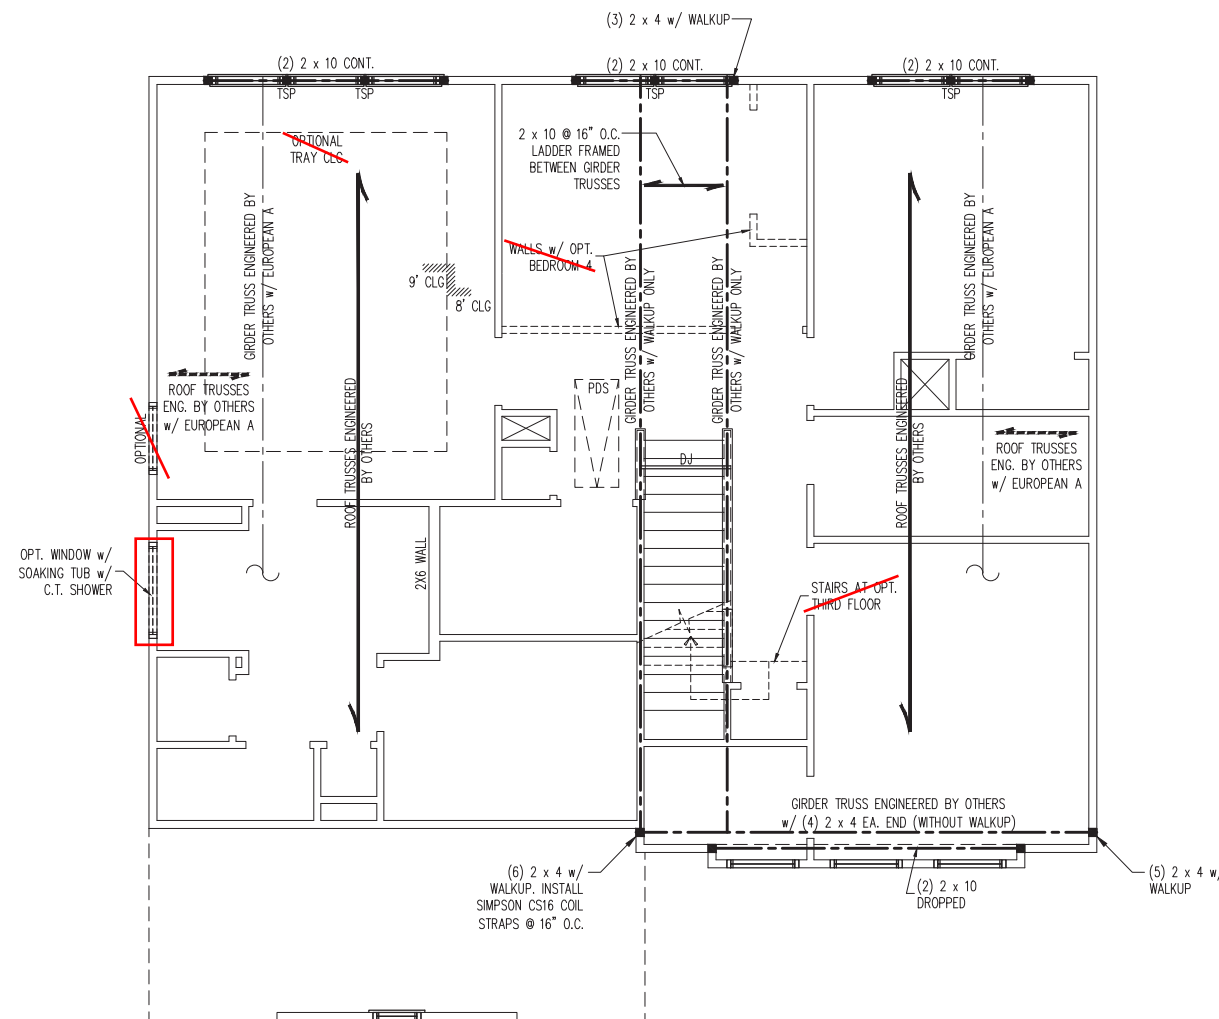 (3) 2 x 4 w/ WALKUP
(2) 2 x 10 CONT.
(2) 2 x 10 CONT.
(2) 2 x 10 CONT.
TSP
TSP
TSP
TSP
OPTIONAL
TRAY CLG
2 x 10 @ 16" O.C.
LADDER FRAMED
BETWEEN GIRDER
TRUSSES
WALLS w/ OPT.
BEDROOM 4
GIRDER TRUSS ENGINEERED BY
OTHERS w/ EUROPEAN A
9' CLG
8' CLG
GIRDER TRUSS ENGINEERED BY
OTHERS w/ WALKUP ONLY
GIRDER TRUSS ENGINEERED BY
OTHERS w/ WALKUP ONLY
GIRDER TRUSS ENGINEERED BY
OTHERS w/ EUROPEAN A
ROOF TRUSSES
ENG. BY OTHERS
w/ EUROPEAN A
OPTIONAL
ROOF TRUSSES ENGINEERED
BY OTHERS
PDS
DJ
ROOF TRUSSES ENGINEERED
BY OTHERS
ROOF TRUSSES
ENG. BY OTHERS
w/ EUROPEAN A
OPT. WINDOW w/
SOAKING TUB w/
C.T. SHOWER
2X6 WALL
STAIRS AT OPT.
THIRD FLOOR
GIRDER TRUSS ENGINEERED BY OTHERS
w/ (4) 2 x 4 EA. END (WITHOUT WALKUP)
(6) 2 x 4 w/
WALKUP. INSTALL
SIMPSON CS16 COIL
STRAPS @ 16" O.C.
(2) 2 x 10
DROPPED
(5) 2 x 4 w/
WALKUP